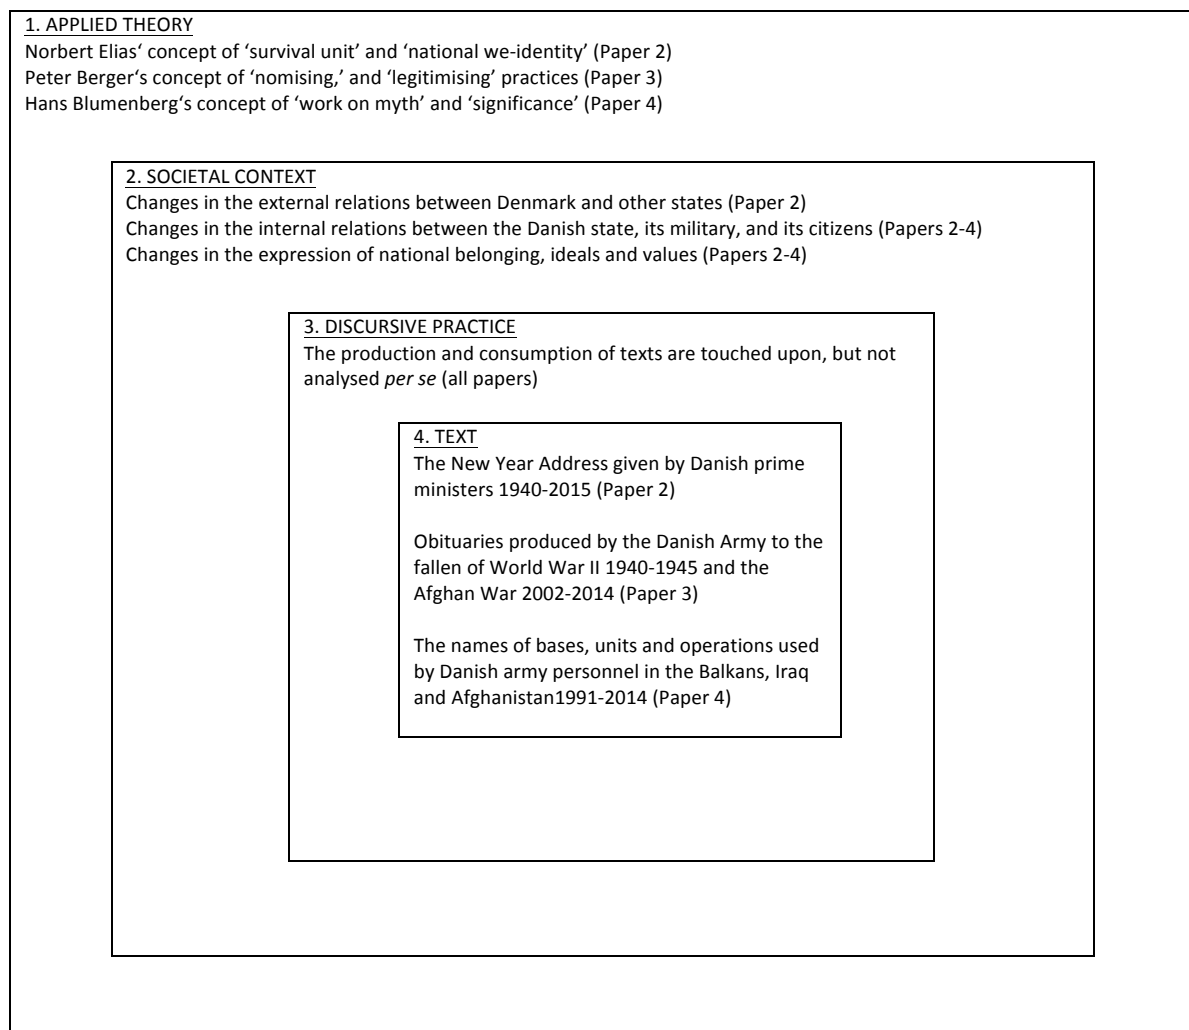 1. APPLIED THEORY
Norbert Elias‘ concept of ‘survival unit’ and ‘national we-identity’ (Paper 2)
Peter Berger‘s concept of ‘nomising,’ and ‘legitimising’ practices (Paper 3)
Hans Blumenberg‘s concept of ‘work on myth’ and ‘significance’ (Paper 4)
2. SOCIETAL CONTEXT
Changes in the external relations between Denmark and other states (Paper 2)
Changes in the internal relations between the Danish state, its military, and its citizens (Papers 2-4)
Changes in the expression of national belonging, ideals and values (Papers 2-4)
3. DISCURSIVE PRACTICE
The production and consumption of texts are touched upon, but not
analysed per se (all papers)
4. TEXT
The New Year Address given by Danish prime
ministers 1940-2015 (Paper 2)
Obituaries produced by the Danish Army to the
fallen of World War II 1940-1945 and the
Afghan War 2002-2014 (Paper 3)
The names of bases, units and operations used
by Danish army personnel in the Balkans, Iraq
and Afghanistan1991-2014 (Paper 4)